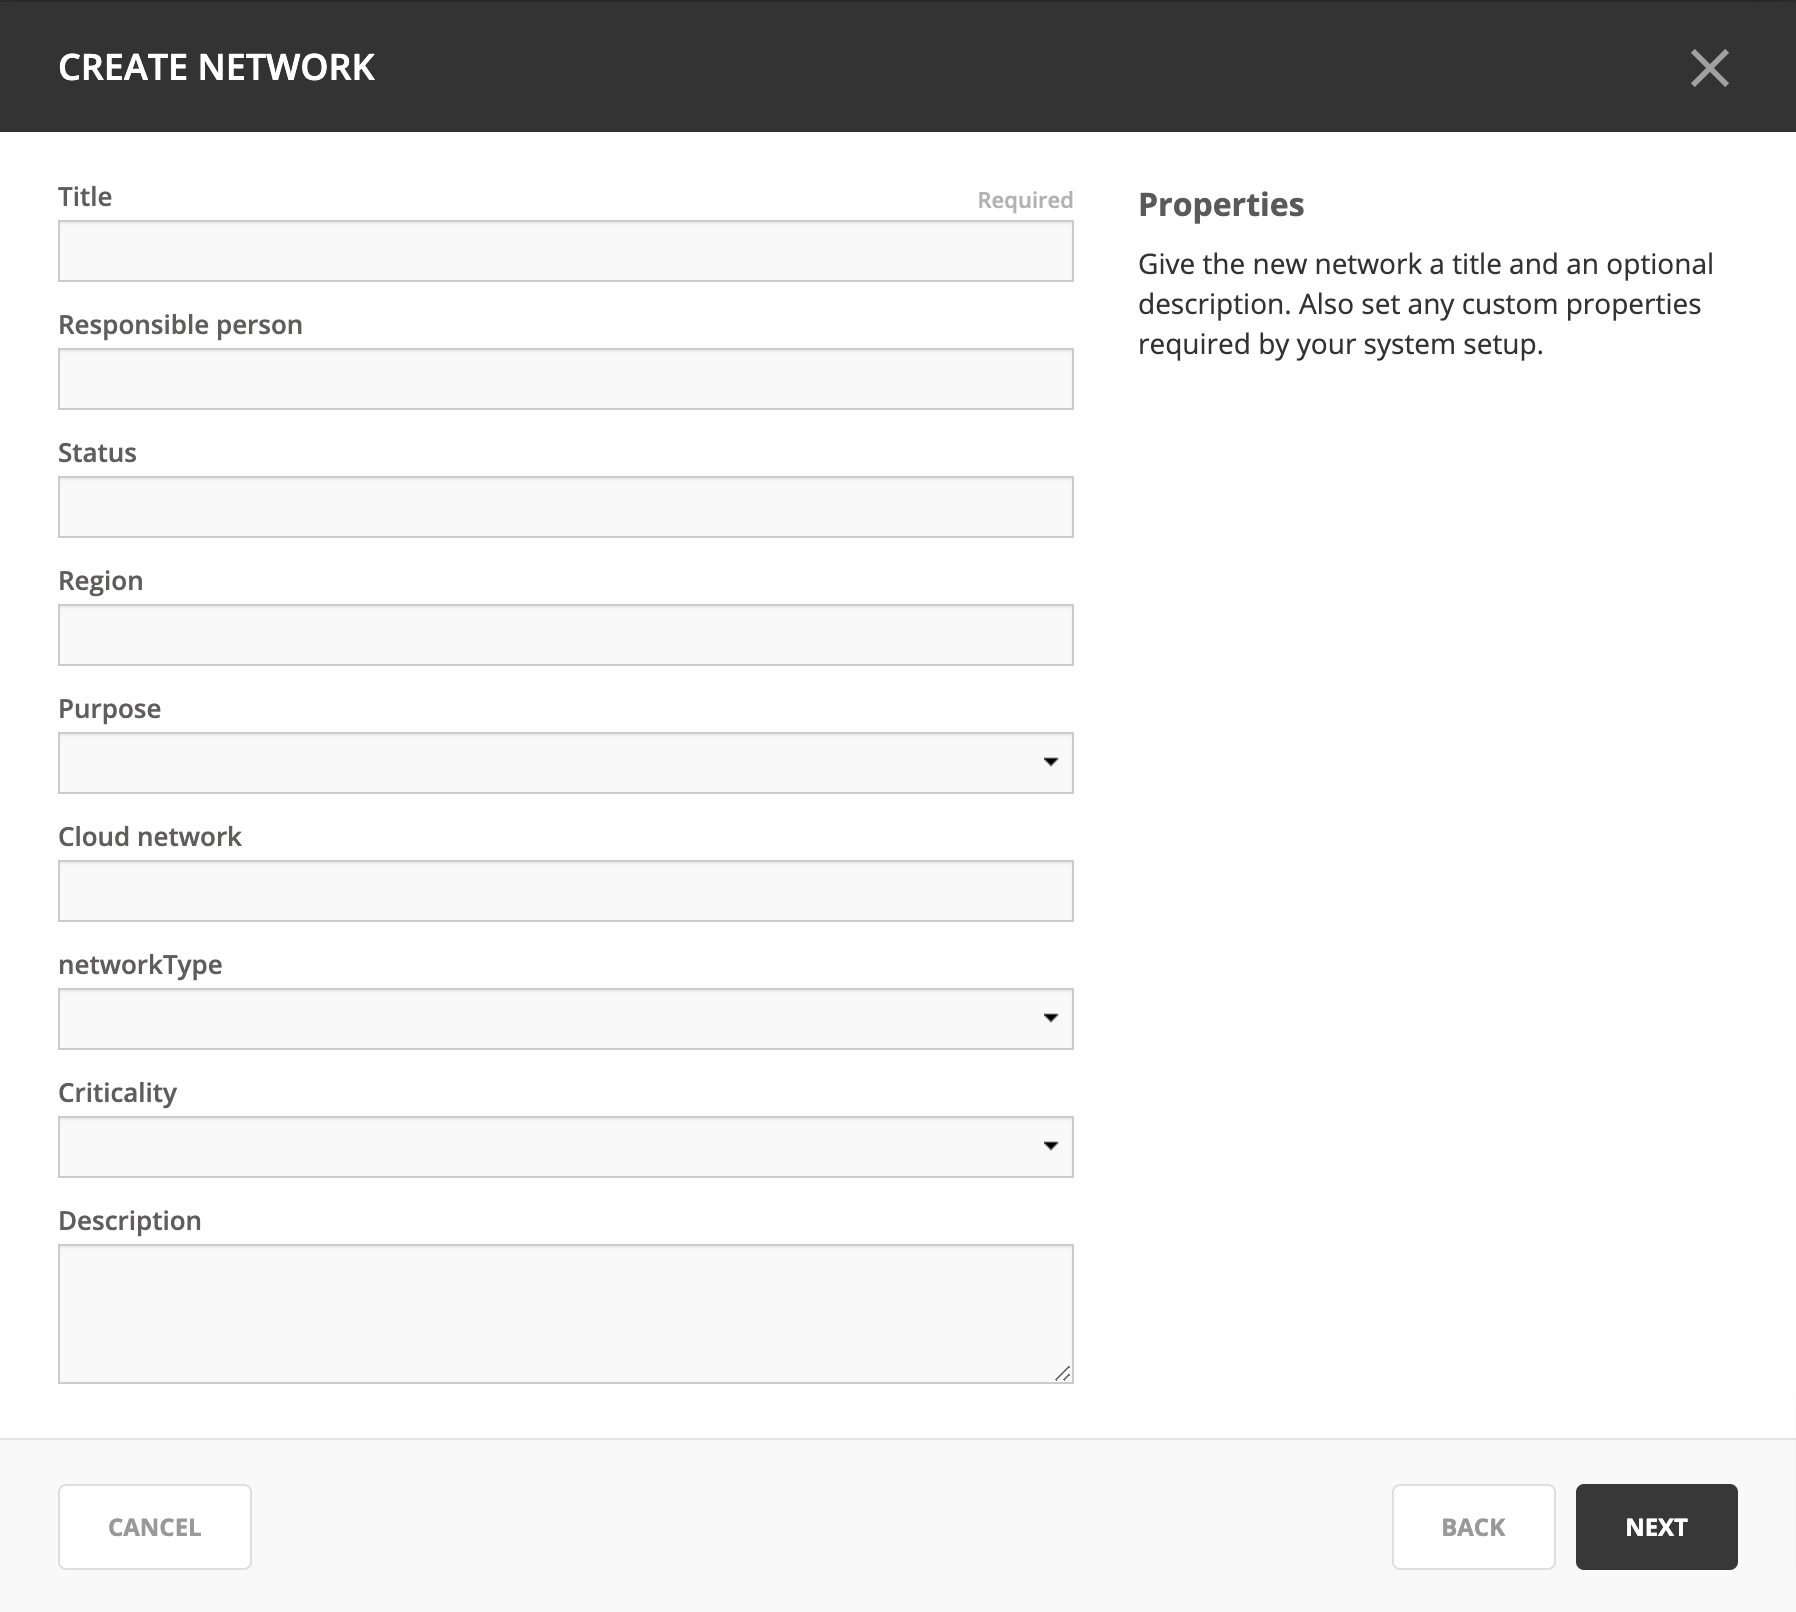 CREATE NETWORK
Title
Required
Responsible person
Status
Region
Purpose
Cloud network
networkType
Criticality
Description
Properties
Give the new network a title and an optional
description. Also set any custom properties
required by your system setup.
CANCEL
BACK
NEXT